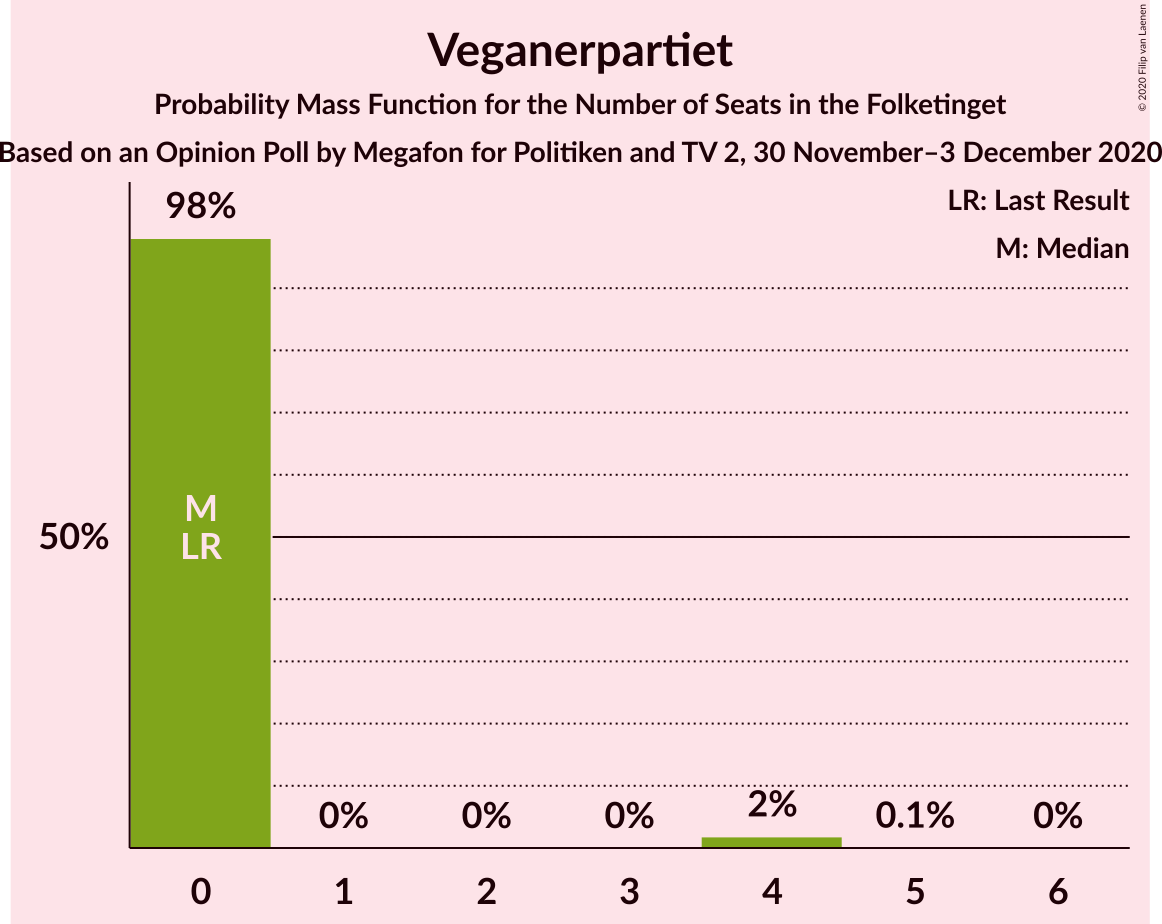 Veganerpartiet
Probability Mass Function for the Number of Seats in the Folketinget
Based on an Opinion Poll by Megafon for Politiken and TV 2, 30 November–3 December 2020
© 2020 Filip van Laenen
LR: Last Result
M: Median
98%
M
LR
50%
0%
0%
0%
2%
0.1%
0%
0
1
2
3
4
5
6